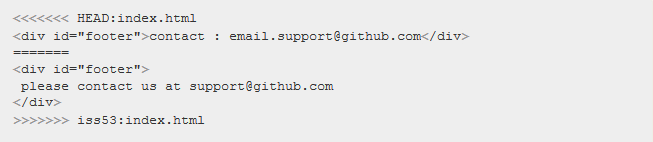 <<<<<<< HEAD:index.html
<div id="footer">contact : email.support@github.com</div>
=======
<div id="footer">
 please contact us at support@github.com
</div>
>>>>>>> iss53:index.html